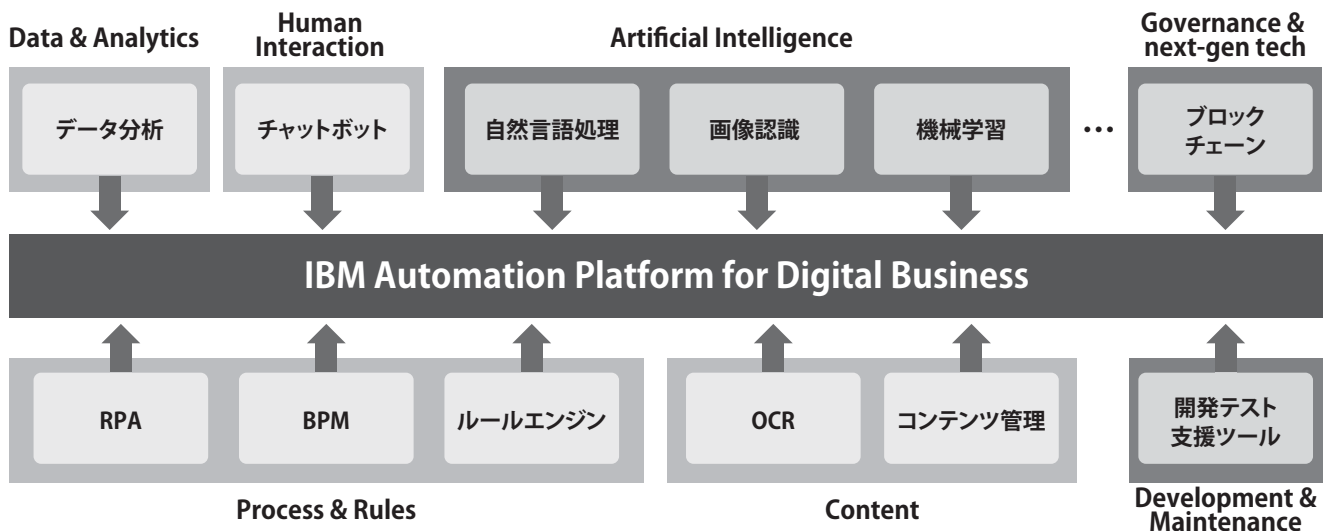 Data & Analytics
Human
Interaction
Artificial Intelligence
Governance &
next-gen tech
データ分析
チャットボット
自然言語処理
画像認識
機械学習
…
ブロック
チェーン
IBM Automation Platform for Digital Business
RPA
BPM
ルールエンジン
OCR
コンテンツ管理
開発テスト
支援ツール
Process & Rules
Content
Development &
Maintenance